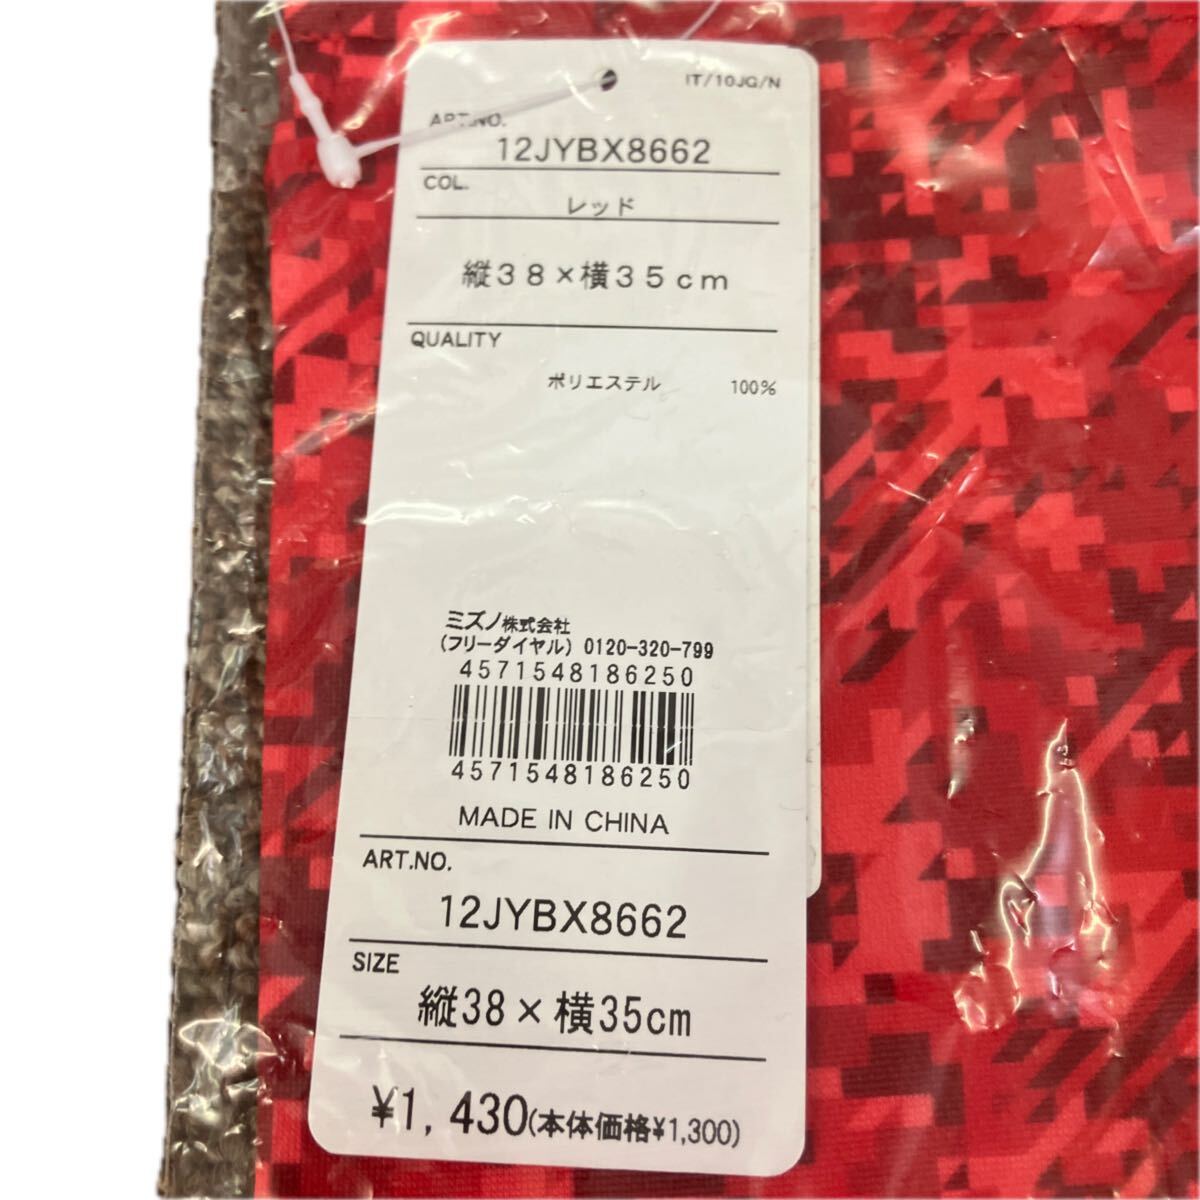 IT/10JG/N
ART.NO.
12JYBX8662
COL.
レッド
縦38×横35cm
QUALITY
ポリエステル 100%
ミズノ株式会社
(フリーダイヤル) 0120-320-799
4571548186250
4571548186250
MADE IN CHINA
ART.NO.
12JYBX8662
SIZE
縦38×横35cm
¥1,430(本体価格¥1,300)